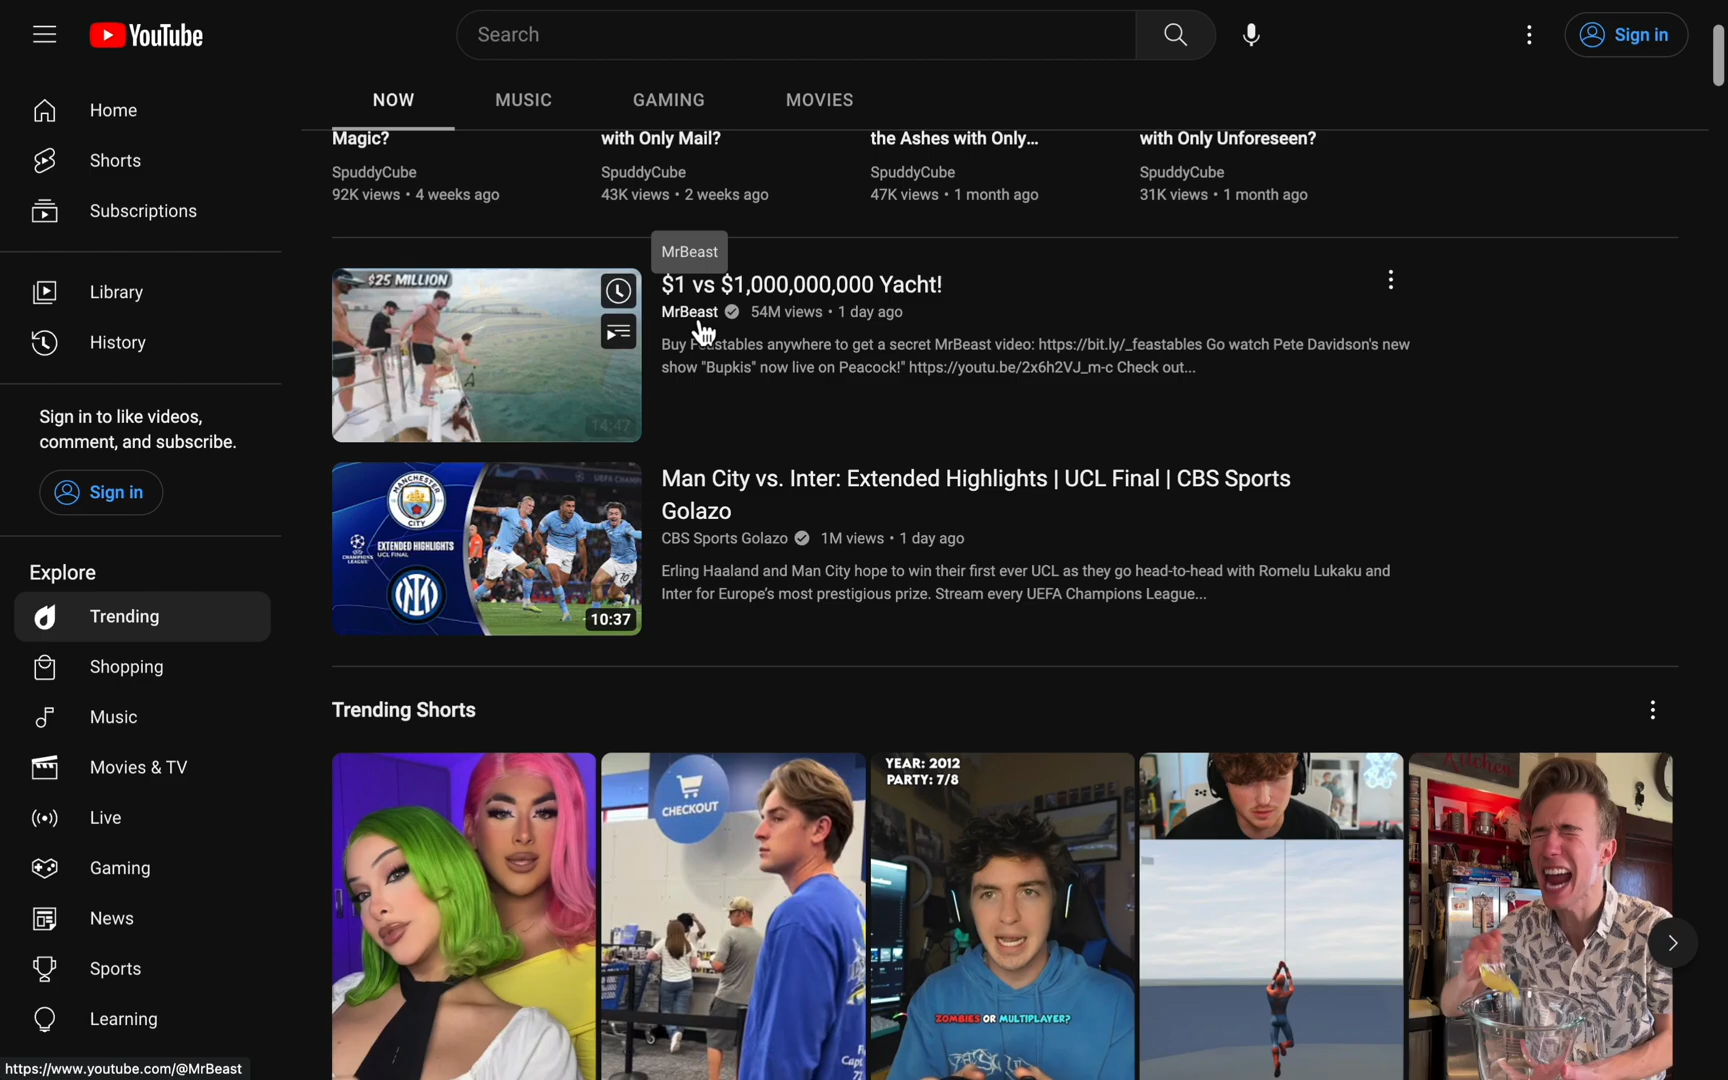 YouTube
Search
Sign in
NOW
MUSIC
GAMING
MOVIES
Home
Shorts
Subscriptions
Library
History
Sign in to like videos,
comment, and subscribe.
Sign in
Explore
Trending
Shopping
Music
Movies & TV
Live
Gaming
News
Sports
Learning
https://www.youtube.com/@MrBeast
Magic?
SpuddyCube
92K views • 4 weeks ago
with Only Mail?
SpuddyCube
43K views • 2 weeks ago
the Ashes with Only...
SpuddyCube
47K views • 1 month ago
with Only Unforeseen?
SpuddyCube
31K views • 1 month ago
MrBeast
$25 MILLION
14:47
$1 vs $1,000,000,000 Yacht!
MrBeast 54M views • 1 day ago
Buy Feastables anywhere to get a secret MrBeast video: https://bit.ly/_feastables Go watch Pete Davidson's new
show "Bupkis" now live on Peacock!" https://youtu.be/2x6h2VJ_m-c Check out...
MANCHESTER
CITY
CHAMPIONS
LEAGUE
EXTENDED HIGHLIGHTS
UCL FINAL
10:37
Man City vs. Inter: Extended Highlights | UCL Final | CBS Sports
Golazo
CBS Sports Golazo 1M views • 1 day ago
Erling Haaland and Man City hope to win their first ever UCL as they go head-to-head with Romelu Lukaku and
Inter for Europe's most prestigious prize. Stream every UEFA Champions League...
Trending Shorts
CHECKOUT
YEAR: 2012
PARTY: 7/8
ZOMBIES OR MULTIPLAYER?
Kitchen